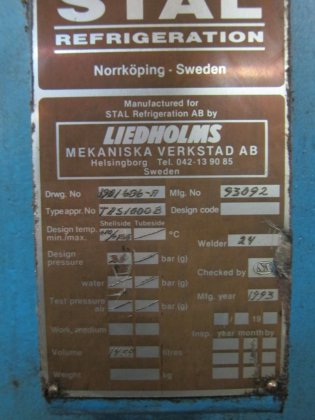 STAL
REFRIGERATION
Norrköping - Sweden
Manufactured for
STAL Refrigeration AB by
LIEDHOLMS
MEKANISKA VERKSTAD AB
Helsingborg Tel. 042-13 90 85
Sweden
Drwg. No Mfg. No 93092
Type appr. No Design code
Shellside Tubeside
Design temp. min./max. °C
Welder 24
Design pressure bar (g)
Checked by
water bar (g)
Mfg. year 1993
Test pressure
air bar (g)
/ 19
Work. medium
Insp. year month by
Volume litres
Weight kg